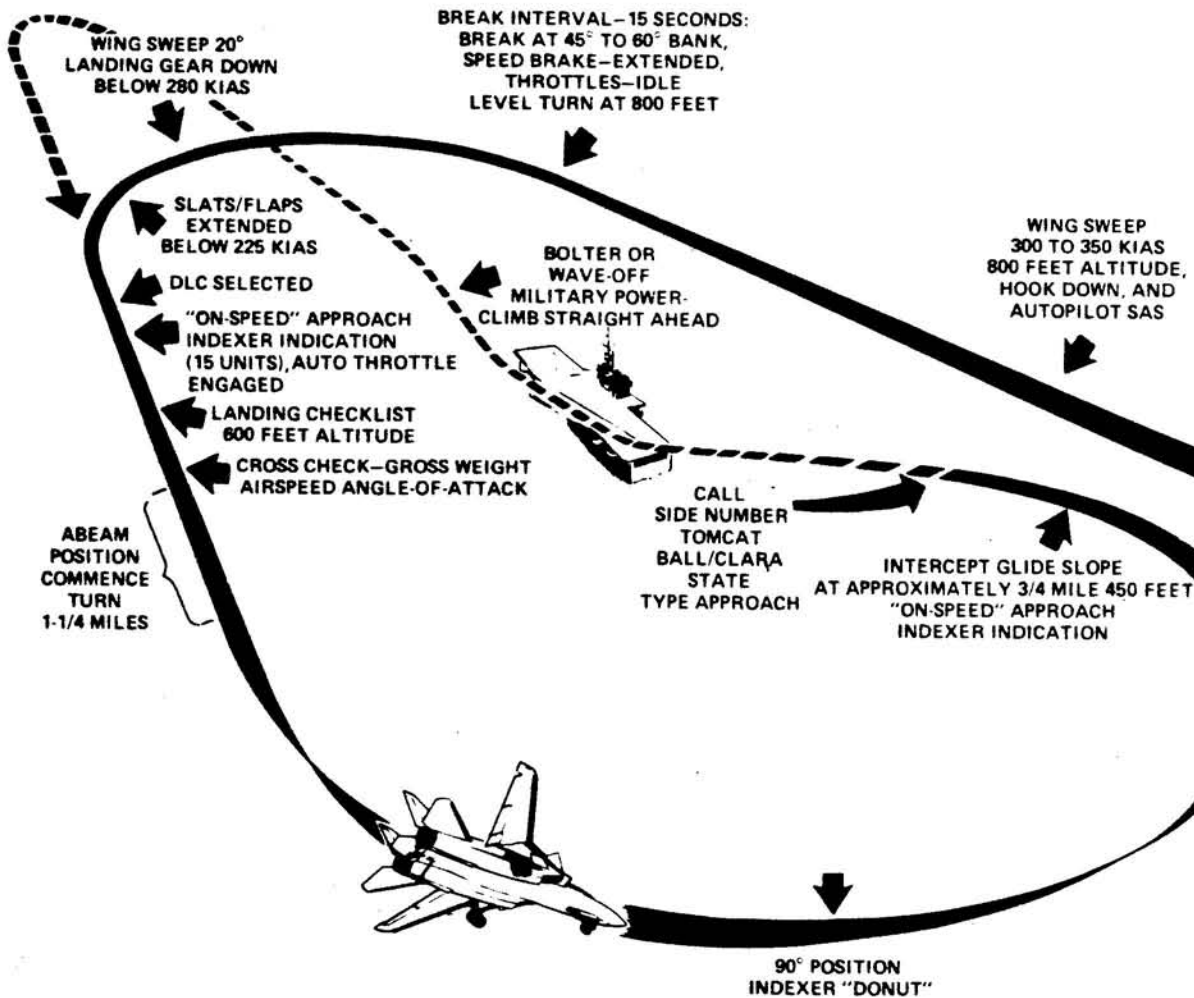 BREAK INTERVAL–15 SECONDS:
BREAK AT 45° TO 60° BANK,
SPEED BRAKE–EXTENDED,
THROTTLES–IDLE
LEVEL TURN AT 800 FEET
WING SWEEP 20°
LANDING GEAR DOWN
BELOW 280 KIAS
SLATS/FLAPS
EXTENDED
BELOW 225 KIAS
DLC SELECTED
"ON-SPEED" APPROACH
INDEXER INDICATION
(15 UNITS), AUTO THROTTLE
ENGAGED
LANDING CHECKLIST
600 FEET ALTITUDE
CROSS CHECK–GROSS WEIGHT
AIRSPEED ANGLE-OF-ATTACK
ABEAM
POSITION
COMMENCE
TURN
1-1/4 MILES
BOLTER OR
WAVE-OFF
MILITARY POWER-
CLIMB STRAIGHT AHEAD
WING SWEEP
300 TO 350 KIAS
800 FEET ALTITUDE,
HOOK DOWN, AND
AUTOPILOT SAS
CALL
SIDE NUMBER
TOMCAT
BALL/CLARA
STATE
TYPE APPROACH
INTERCEPT GLIDE SLOPE
AT APPROXIMATELY 3/4 MILE 450 FEET
"ON-SPEED" APPROACH
INDEXER INDICATION
90° POSITION
INDEXER "DONUT"